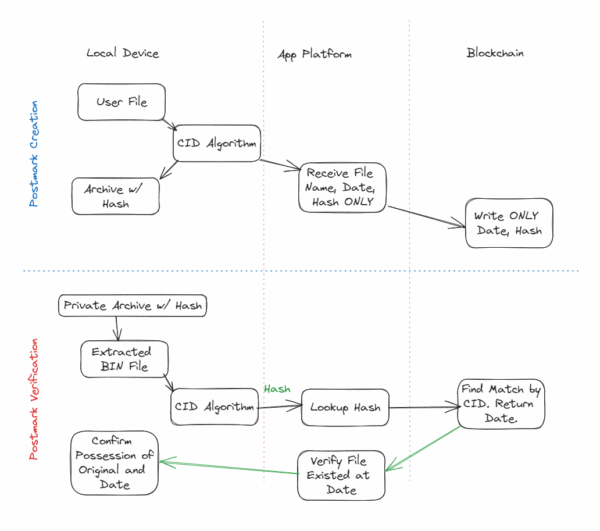 Local Device
App Platform
Blockchain
Postmark Creation
User File
CID Algorithm
Archive w/
Hash
Receive File
Name, Date,
Hash ONLY
Write ONLY
Date, Hash
Postmark Verification
Private Archive w/ Hash
Extracted
BIN File
CID Algorithm
Hash
Lookup Hash
Find Match by
CID. Return
Date.
Verify File
Existed at
Date
Confirm
Possession of
Original and
Date